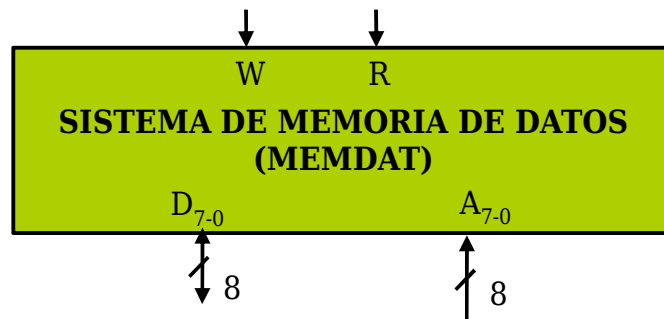 W R
SISTEMA DE MEMORIA DE DATOS
(MEMDAT)
D7-0 A7-0
8 8